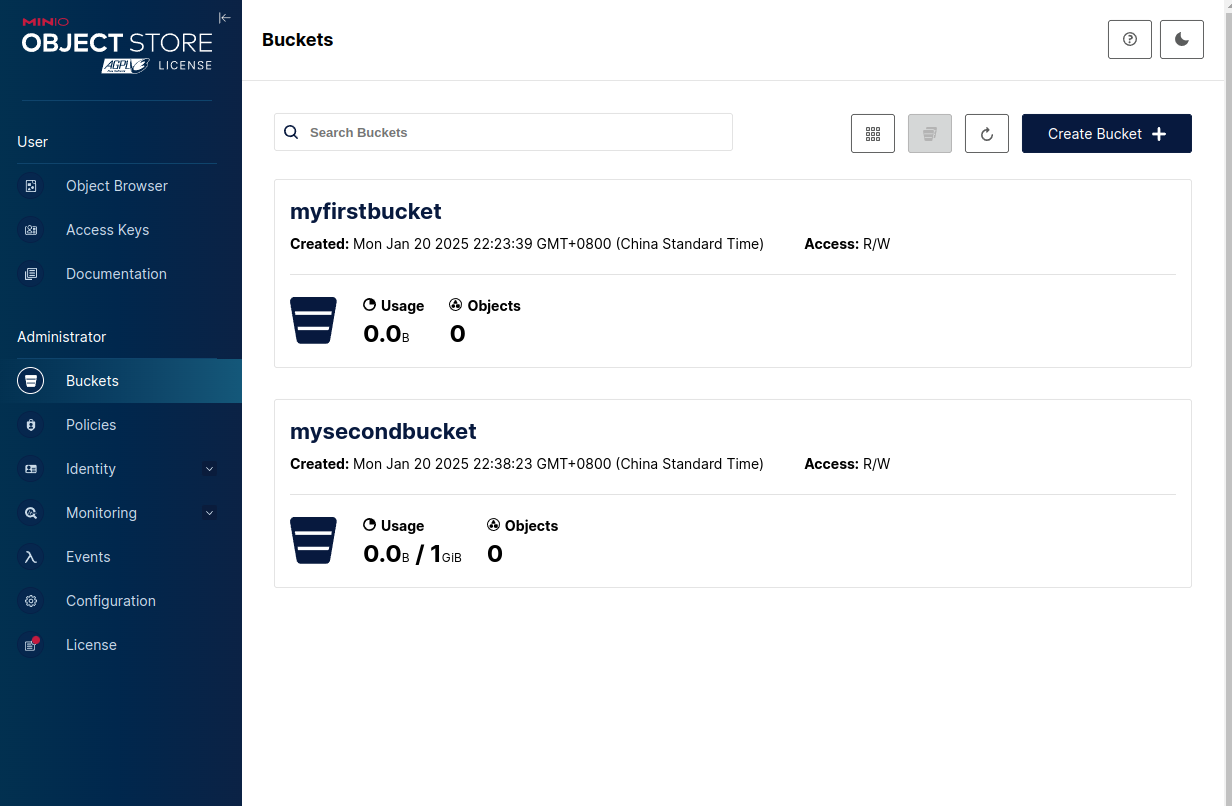 MINIO
OBJECT STORE
AGPLv3 LICENSE
Buckets
User
Object Browser
Access Keys
Documentation
Administrator
Buckets
Policies
Identity
Monitoring
Events
Configuration
License
Search Buckets
Create Bucket
myfirstbucket
Created: Mon Jan 20 2025 22:23:39 GMT+0800 (China Standard Time) Access: R/W
Usage Objects
0.0B 0
mysecondbucket
Created: Mon Jan 20 2025 22:38:23 GMT+0800 (China Standard Time) Access: R/W
Usage Objects
0.0B / 1GiB 0